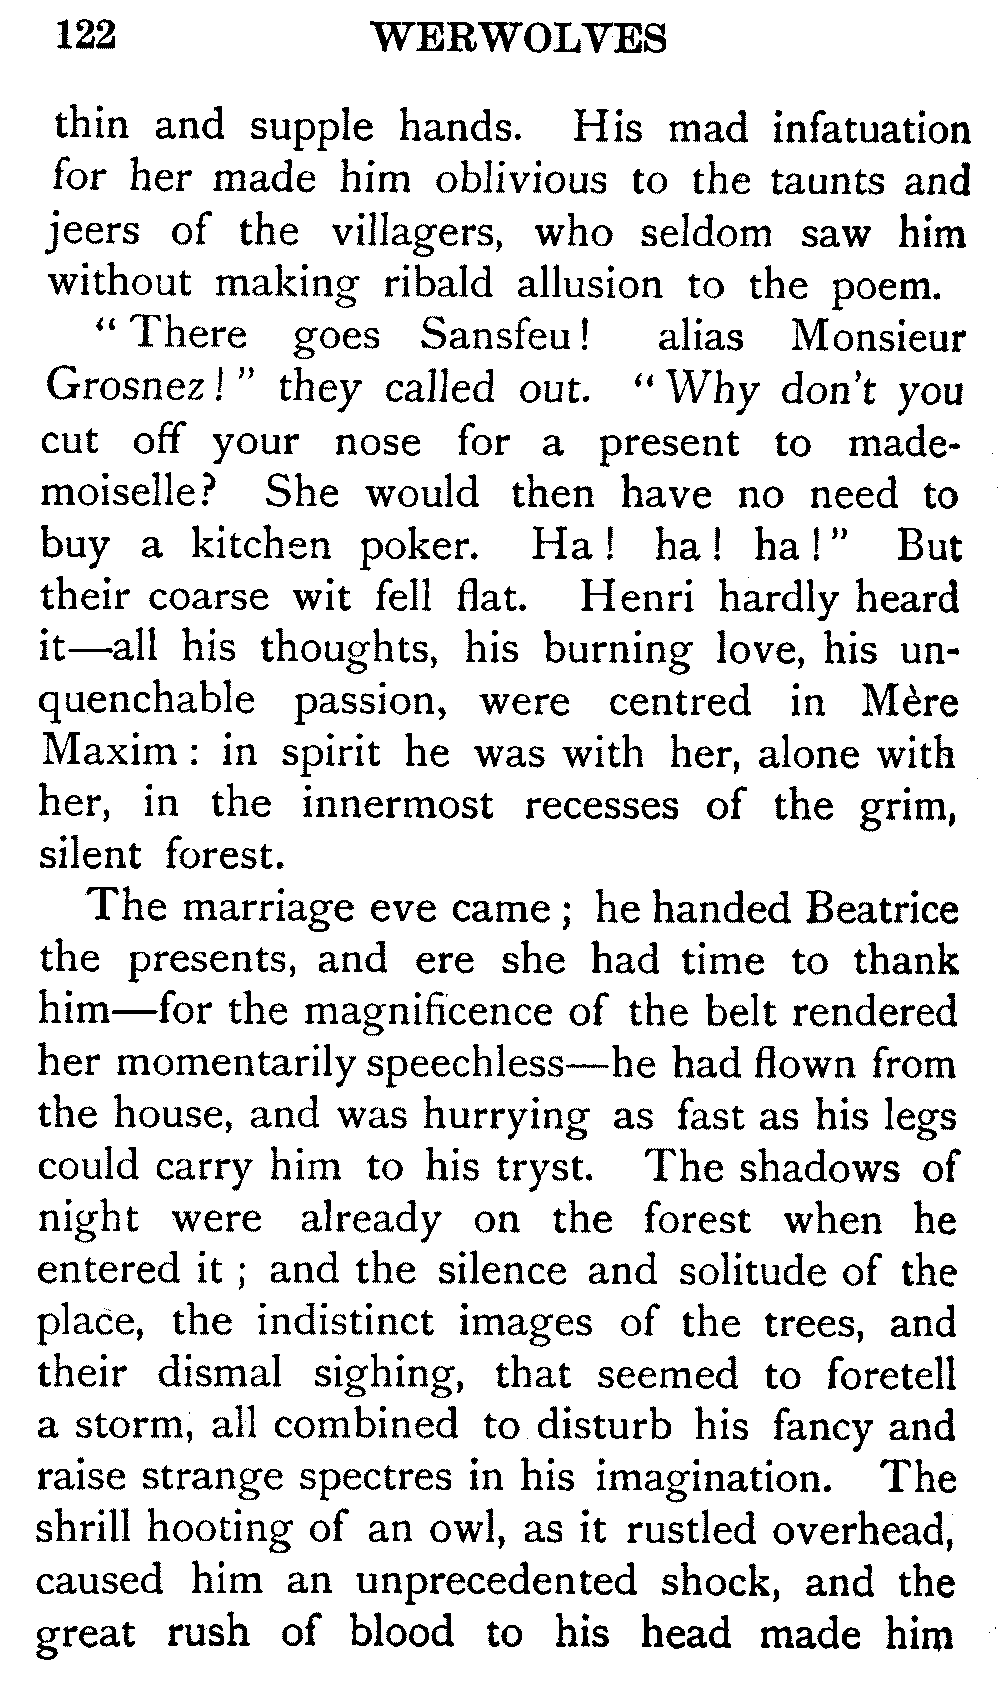 122 WERWOLVES
thin and supple hands. His mad infatuation
for her made him oblivious to the taunts and
jeers of the villagers, who seldom saw him
without making ribald allusion to the poem.
“ There goes Sansfeu! alias Monsieur
Grosnez!” they called out. “ Why don't you
cut off your nose for a present to made-
moiselle? She would then have no need to
buy a kitchen poker. Ha! ha! ha!” But
their coarse wit fell flat. Henri hardly heard
it—all his thoughts, his burning love, his un-
quenchable passion, were centred in Mère
Maxim : in spirit he was with her, alone with
her, in the innermost recesses of the grim,
silent forest.
The marriage eve came ; he handed Beatrice
the presents, and ere she had time to thank
him—for the magnificence of the belt rendered
her momentarily speechless—he had flown from
the house, and was hurrying as fast as his legs
could carry him to his tryst. The shadows of
night were already on the forest when he
entered it ; and the silence and solitude of the
place, the indistinct images of the trees, and
their dismal sighing, that seemed to foretell
a storm, all combined to disturb his fancy and
raise strange spectres in his imagination. The
shrill hooting of an owl, as it rustled overhead,
caused him an unprecedented shock, and the
great rush of blood to his head made him